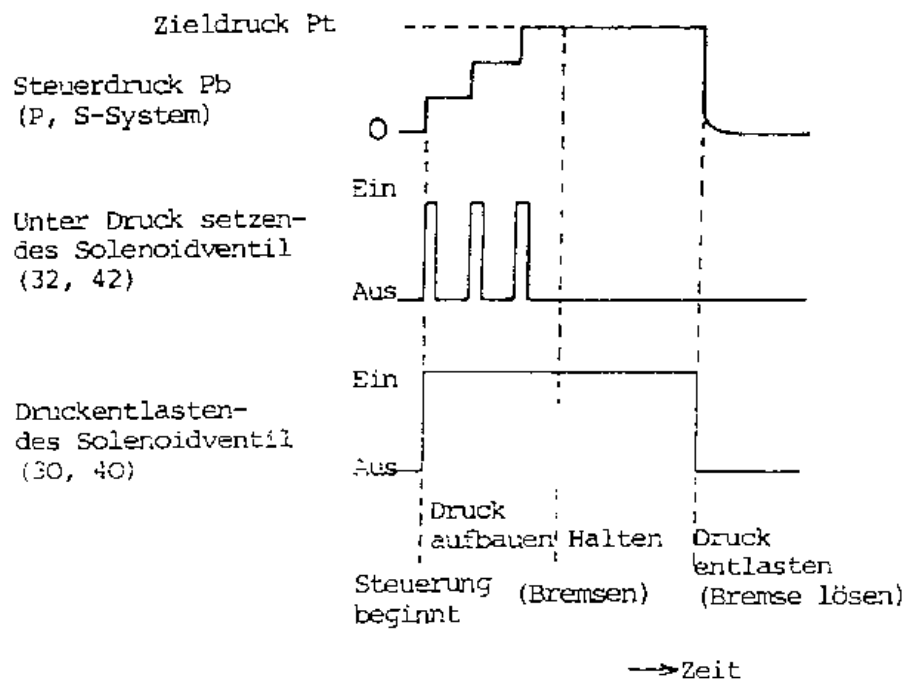 Zieldruck Pt
Steuerdruck Pb
(P, S-System)
O
Ein
Unter Druck setzen-
des Solenoidventil
(32, 42)
Aus
Ein
Druckentlasten-
des Solenoidventil
(30, 40)
Aus
Druck
aufbauen
Halten
Druck
entlasten
Steuerung
beginnt
(Bremsen)
(Bremse lösen)
Zeit